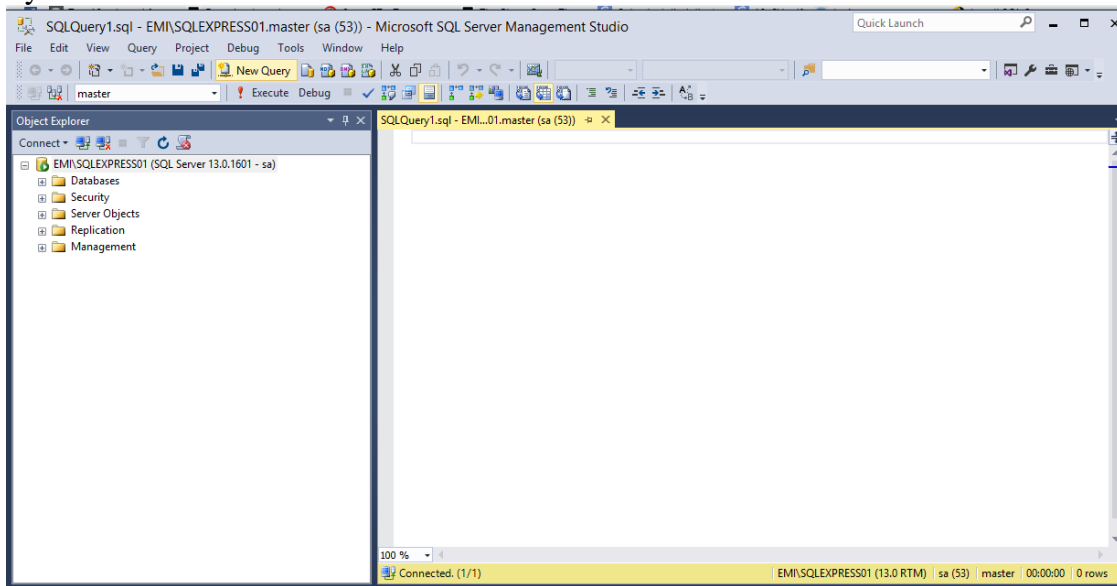 SQLQuery1.sql - EMI\SQLEXPRESS01.master (sa (53)) - Microsoft SQL Server Management Studio
Quick Launch
File Edit View Query Project Debug Tools Window Help
New Query
master Execute Debug
Object Explorer
SQLQuery1.sql - EMI...01.master (sa (53))
Connect
EMI\SQLEXPRESS01 (SQL Server 13.0.1601 - sa)
Databases
Security
Server Objects
Replication
Management
100 %
Connected. (1/1)
EMI\SQLEXPRESS01 (13.0 RTM) sa (53) master 00:00:00 0 rows